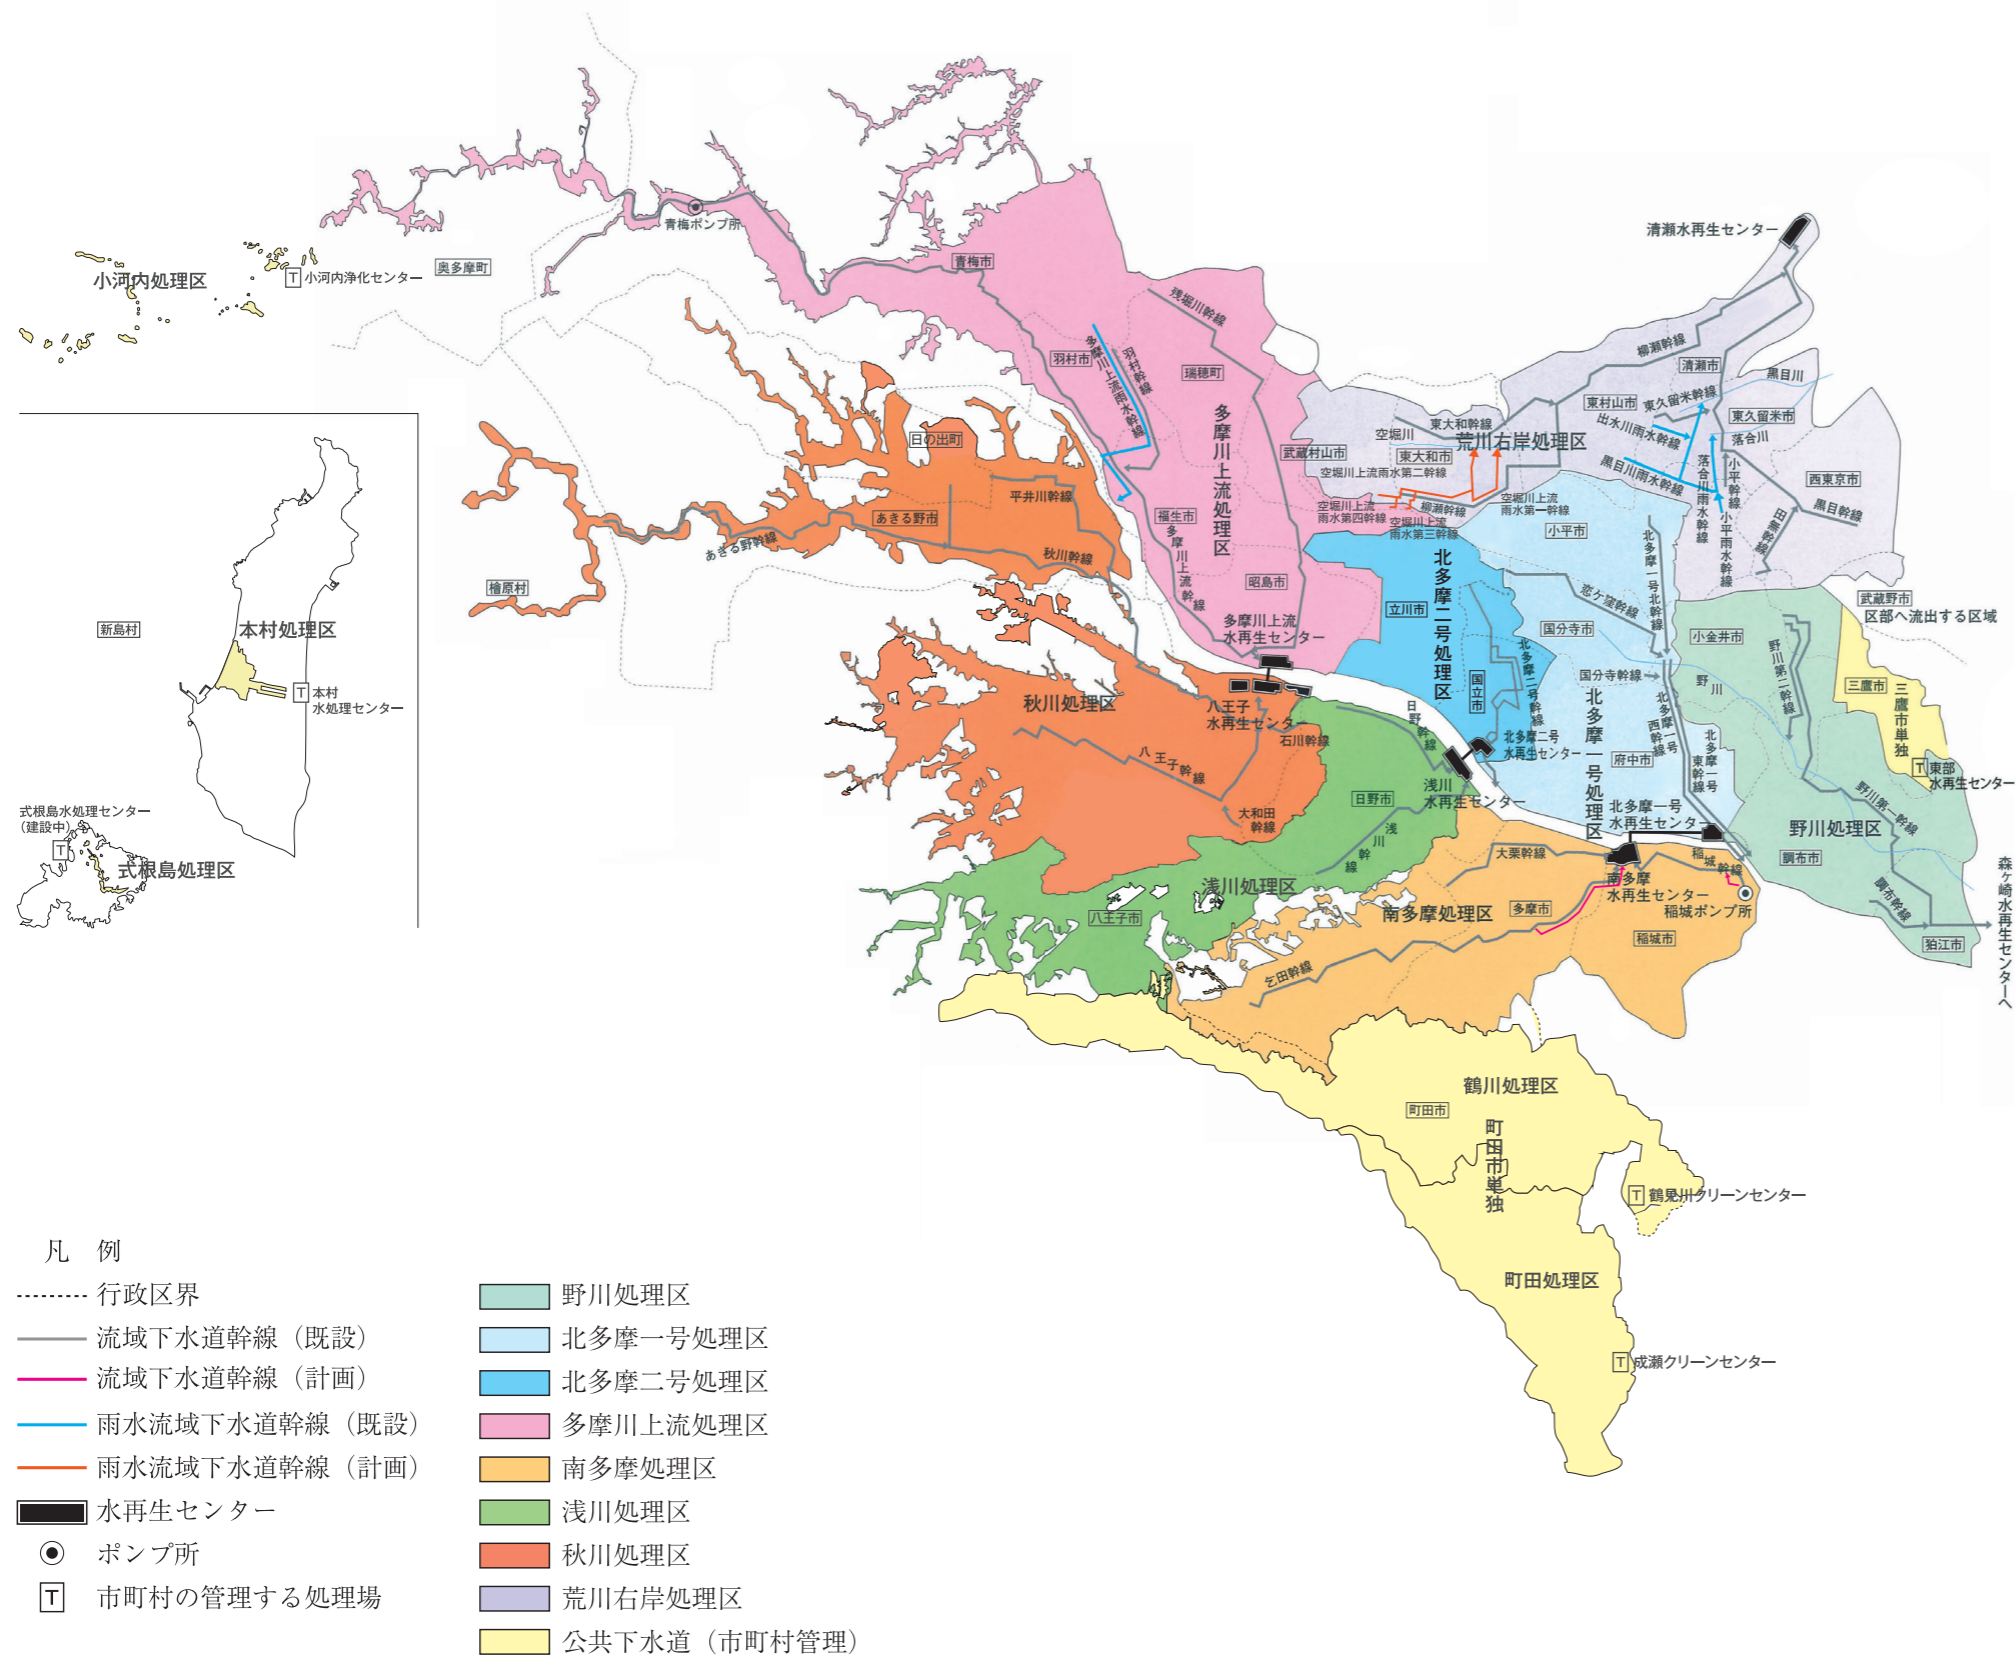 清瀬水再生センター
青梅ポンプ所
奥多摩町
小河内処理区
小河内浄化センター
青梅市
残堀川幹線
羽村市
多摩川上流雨水幹線
羽村幹線
瑞穂町
多摩川上流処理区
柳瀬幹線
清瀬市
黒目川
東村山市
東久留米幹線
東久留米市
出水川雨水幹線
落合川
東大和幹線
空堀川
荒川右岸処理区
武蔵村山市
東大和市
空堀川上流雨水第二幹線
黒目川雨水幹線
落合川雨水幹線
小平幹線
西東京市
小平雨水幹線
田無幹線
黒目幹線
空堀川上流
雨水第四幹線
柳瀬幹線
空堀川上流
雨水第一幹線
空堀川上流
雨水第三幹線
日の出町
平井川幹線
あきる野市
あきる野幹線
秋川幹線
檜原村
福生市
多摩川上流幹線
昭島市
多摩川上流
水再生センター
小平市
北多摩一号北幹線
恋ケ窪幹線
北多摩二号処理区
立川市
国分寺市
国分寺幹線
国立市
北多摩二号幹線
北多摩二号
水再生センター
小金井市
野川
野川第二幹線
武蔵野市
区部へ流出する区域
三鷹市
三鷹市単独
東部
水再生センター
新島村
本村処理区
本村
水処理センター
秋川処理区
八王子
水再生センター
石川幹線
八王子幹線
大和田
幹線
日野幹線
日野市
浅川
水再生センター
浅川幹線
北多摩一号処理区
北多摩一号
西幹線
北多摩一号
東幹線
府中市
北多摩一号
水再生センター
野川第一幹線
野川処理区
調布市
調布幹線
狛江市
森ヶ崎水再生センターへ
式根島水処理センター
(建設中)
式根島処理区
浅川処理区
八王子市
大栗幹線
稲城幹線
南多摩
水再生センター
稲城ポンプ所
南多摩処理区
多摩市
稲城市
乞田幹線
鶴川処理区
町田市
町田市単独
鶴見川クリーンセンター
町田処理区
成瀬クリーンセンター
凡 例
行政区界
流域下水道幹線(既設)
流域下水道幹線(計画)
雨水流域下水道幹線(既設)
雨水流域下水道幹線(計画)
水再生センター
ポンプ所
T 市町村の管理する処理場
野川処理区
北多摩一号処理区
北多摩二号処理区
多摩川上流処理区
南多摩処理区
浅川処理区
秋川処理区
荒川右岸処理区
公共下水道(市町村管理)